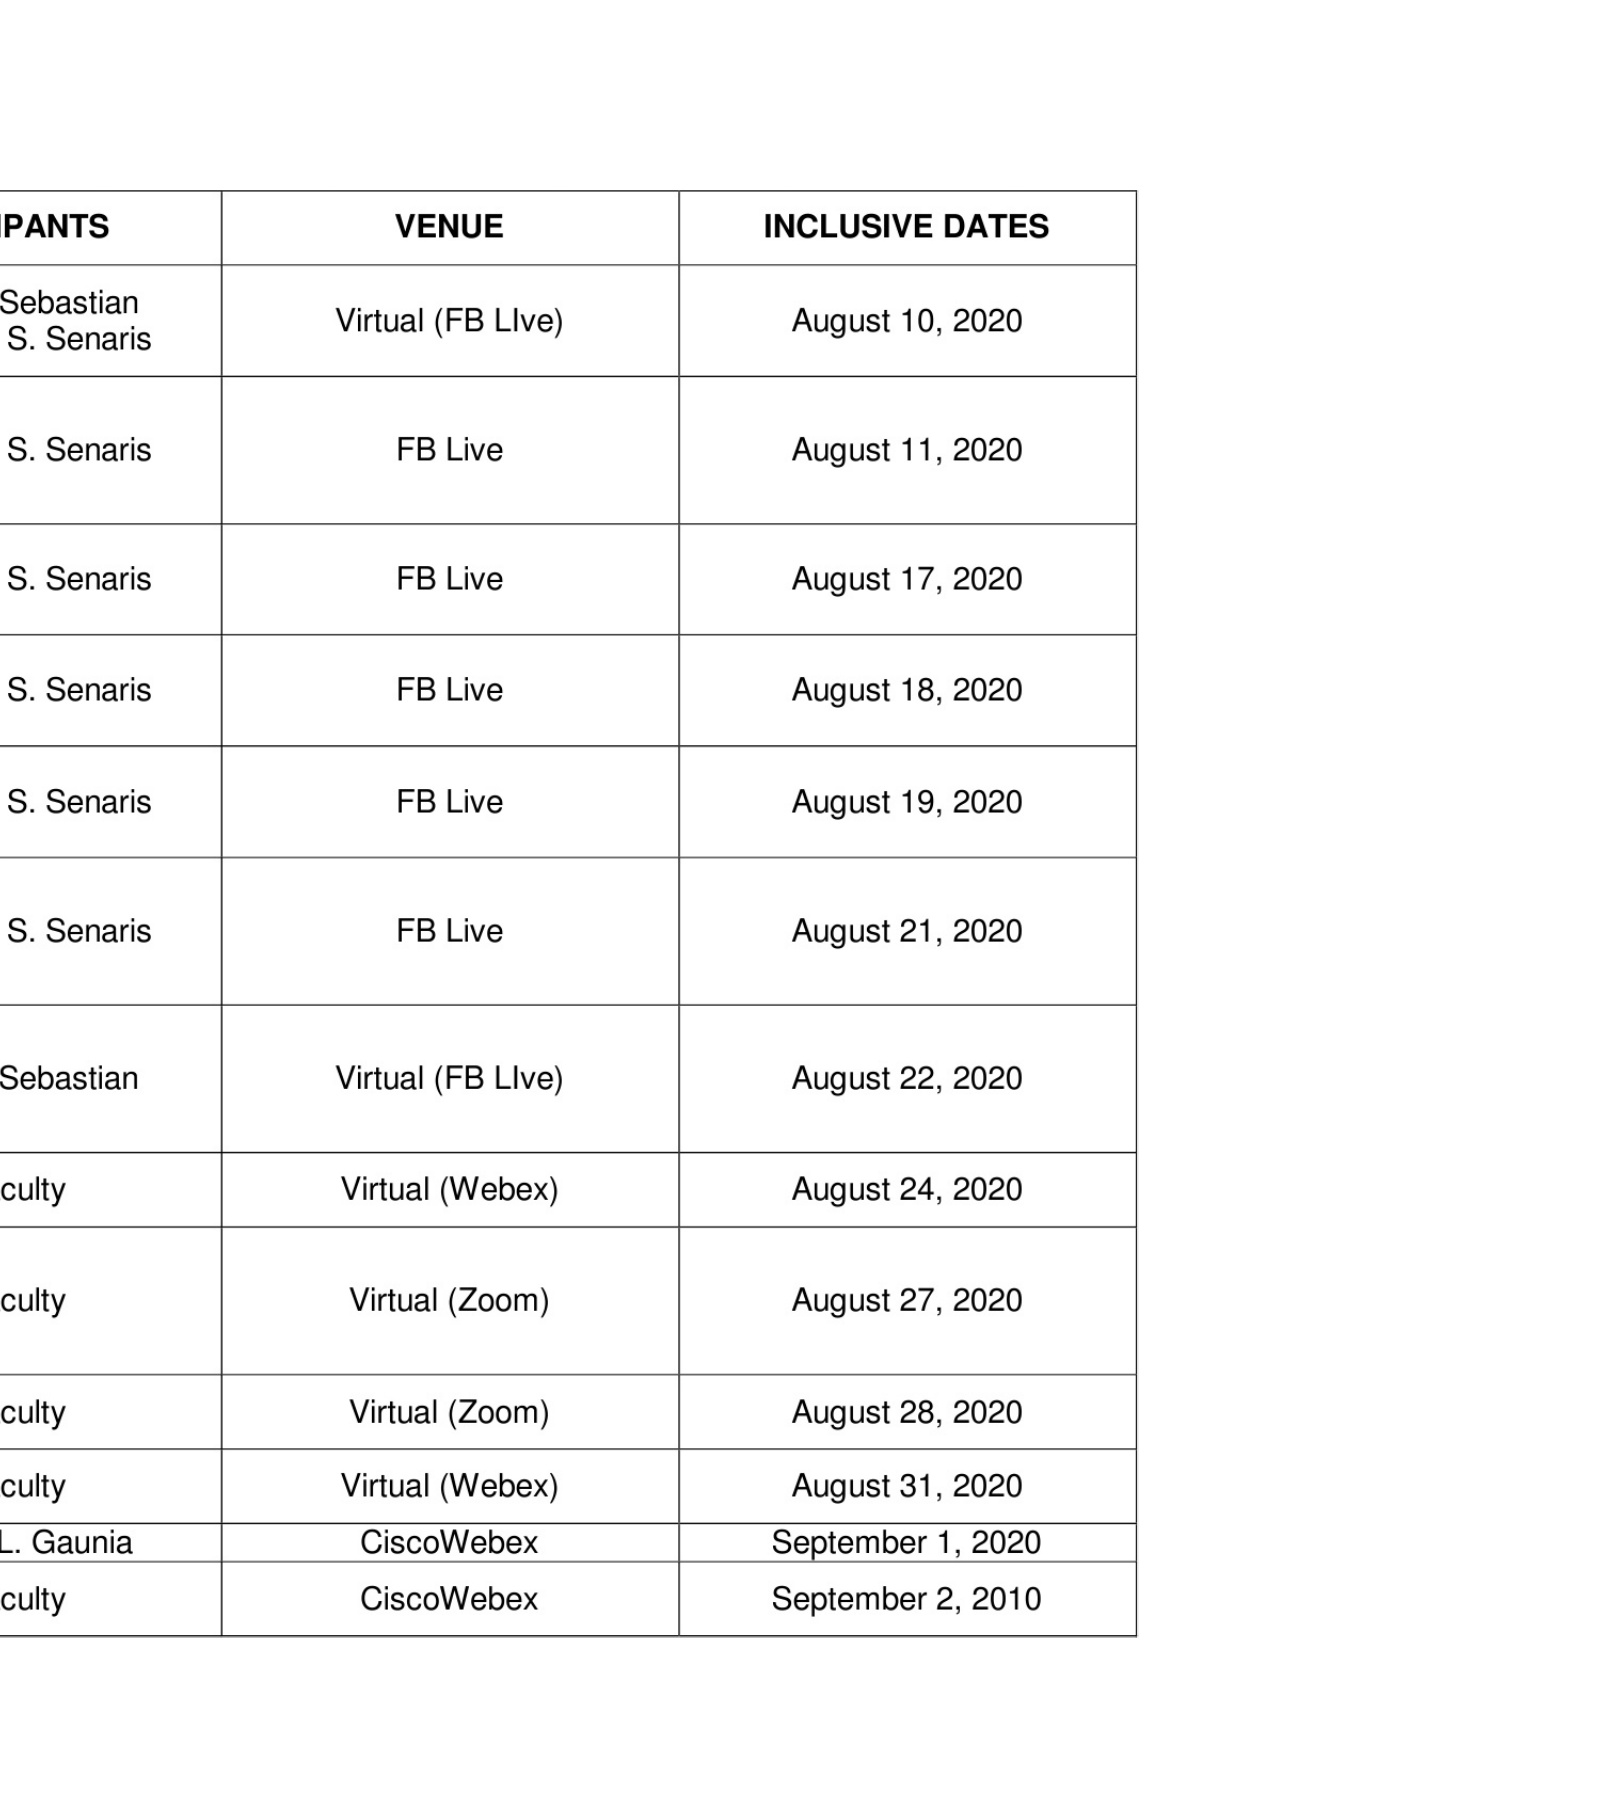 IPANTS VENUE INCLUSIVE DATES
Sebastian
S. Senaris Virtual (FB LIve) August 10, 2020
S. Senaris FB Live August 11, 2020
S. Senaris FB Live August 17, 2020
S. Senaris FB Live August 18, 2020
S. Senaris FB Live August 19, 2020
S. Senaris FB Live August 21, 2020
Sebastian Virtual (FB LIve) August 22, 2020
culty Virtual (Webex) August 24, 2020
culty Virtual (Zoom) August 27, 2020
culty Virtual (Zoom) August 28, 2020
culty Virtual (Webex) August 31, 2020
L. Gaunia CiscoWebex September 1, 2020
culty CiscoWebex September 2, 2010